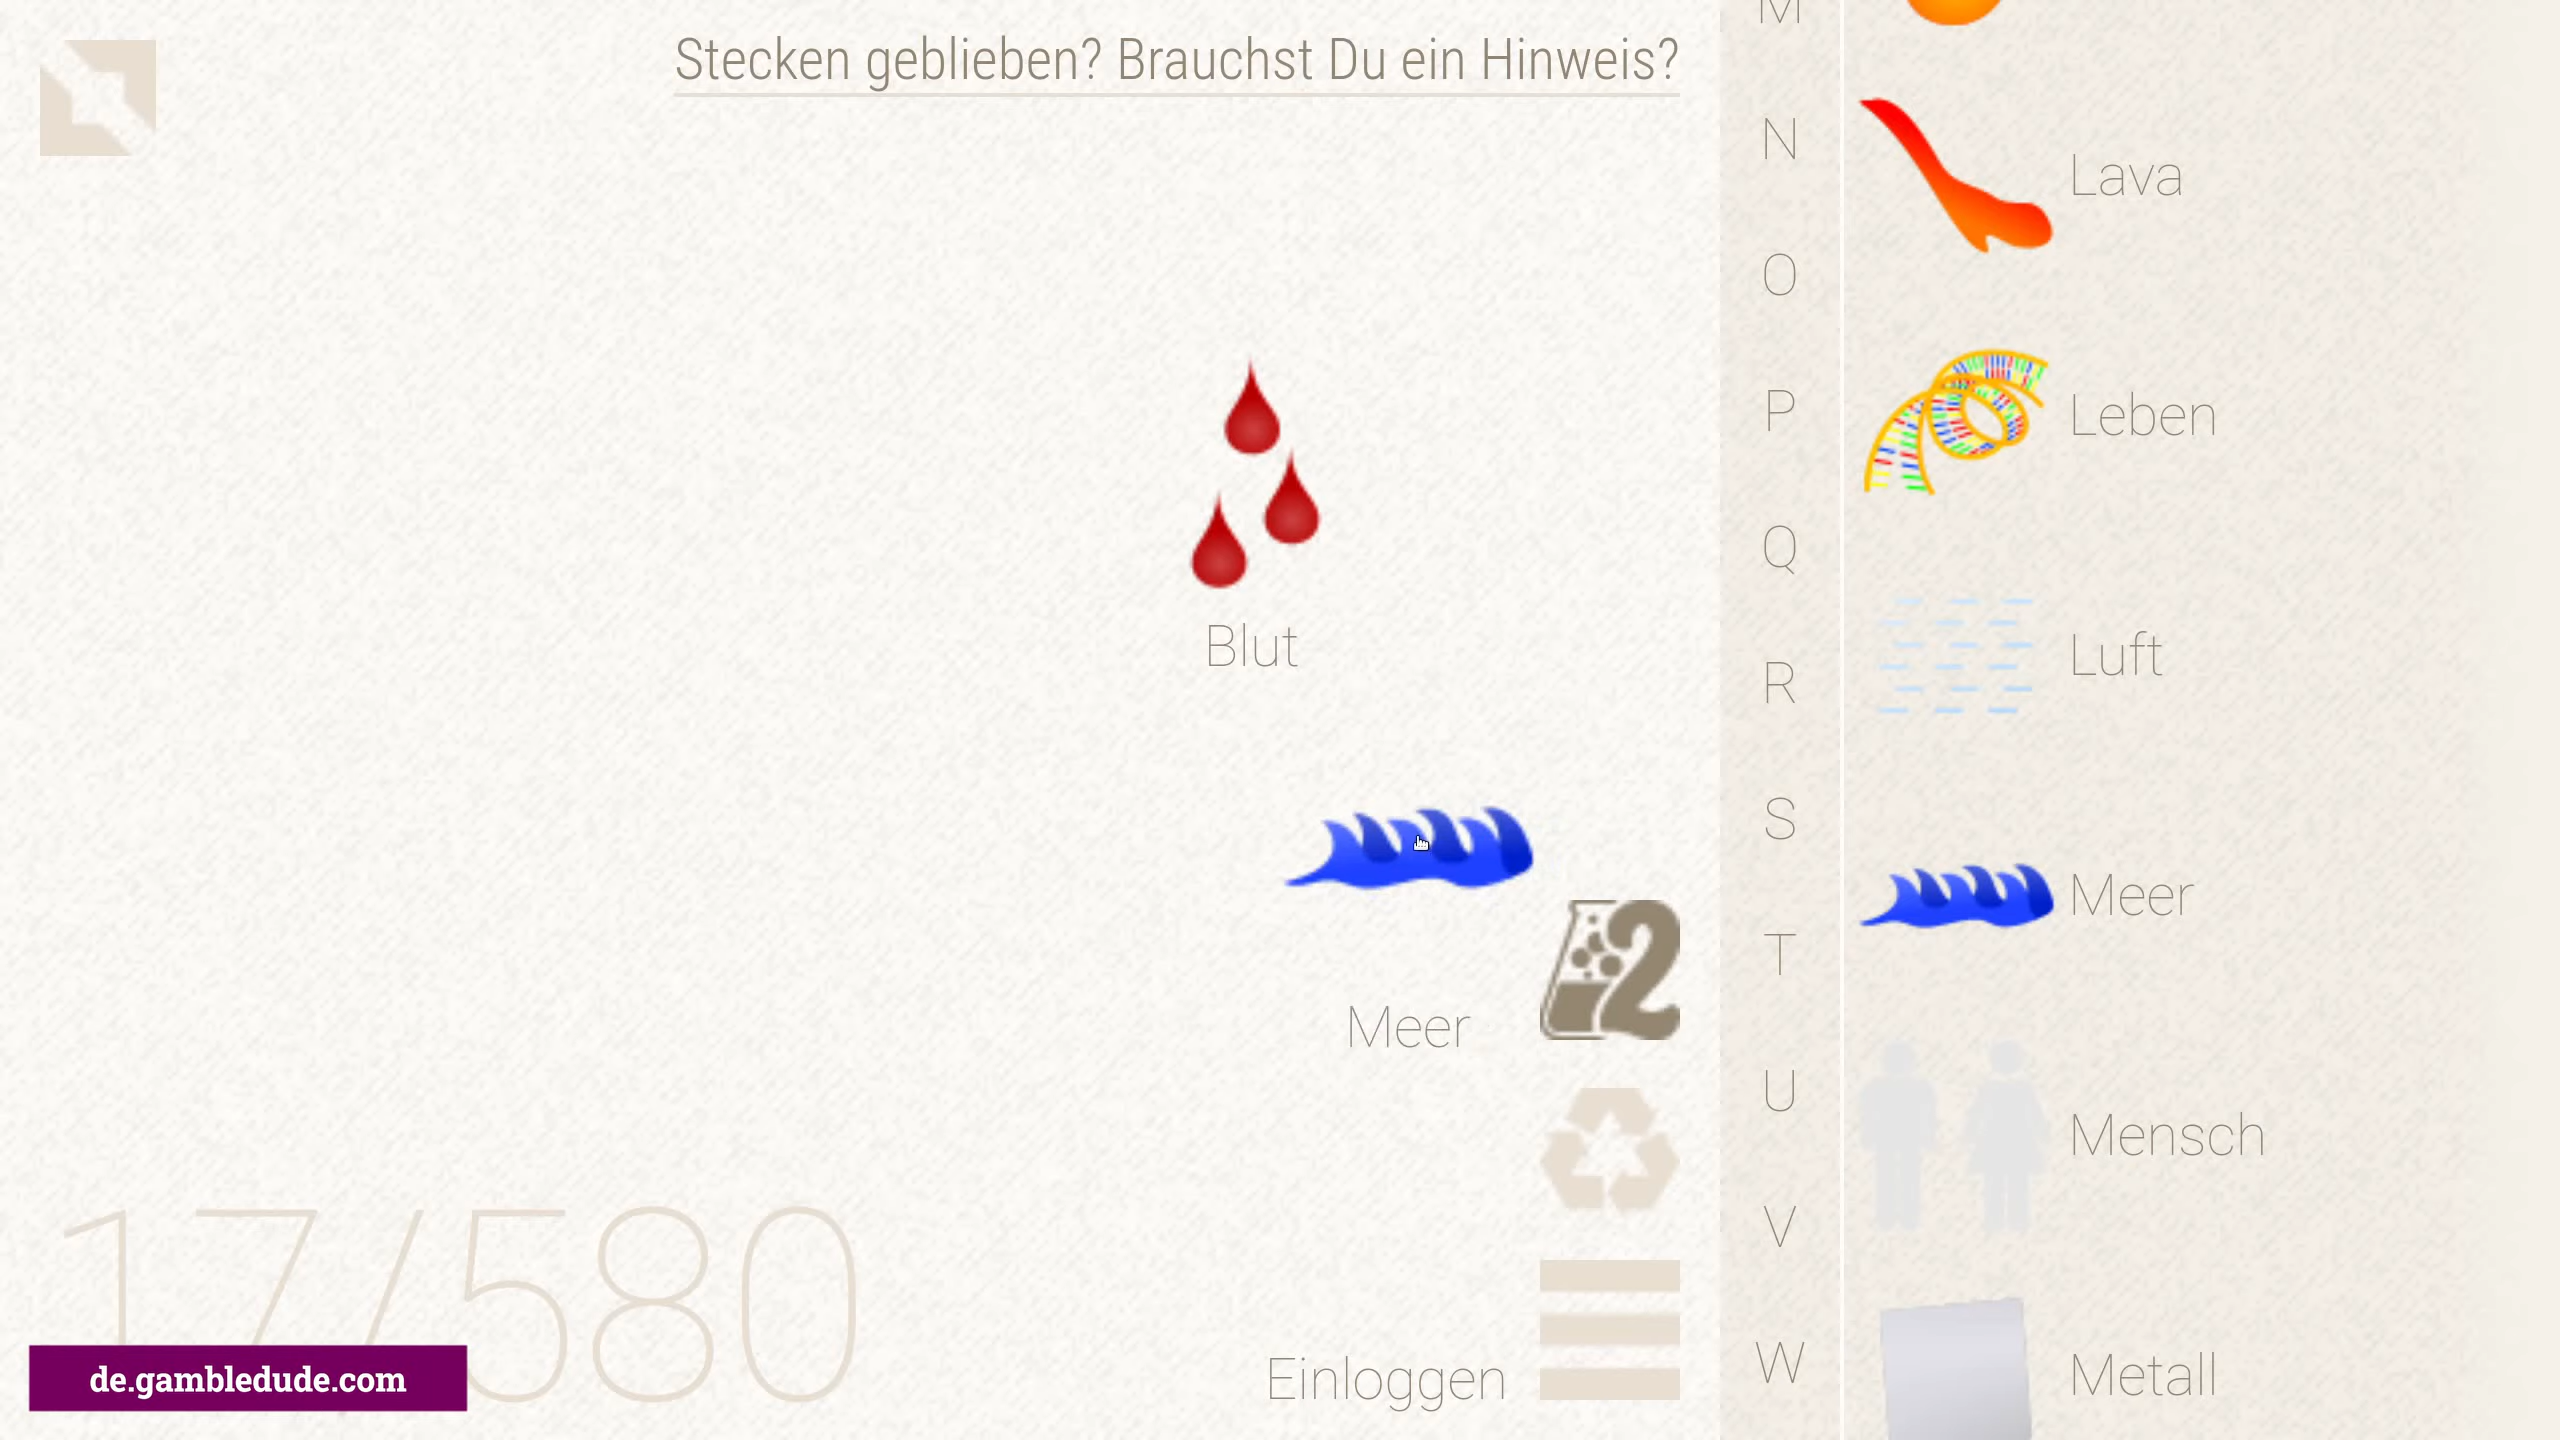 Stecken geblieben? Brauchst Du ein Hinweis?
Blut
Meer
2
17/580
de.gambledude.com
Einloggen
M
N
O
P
Q
R
S
T
U
V
W
Lava
Leben
Luft
Meer
Mensch
Metall